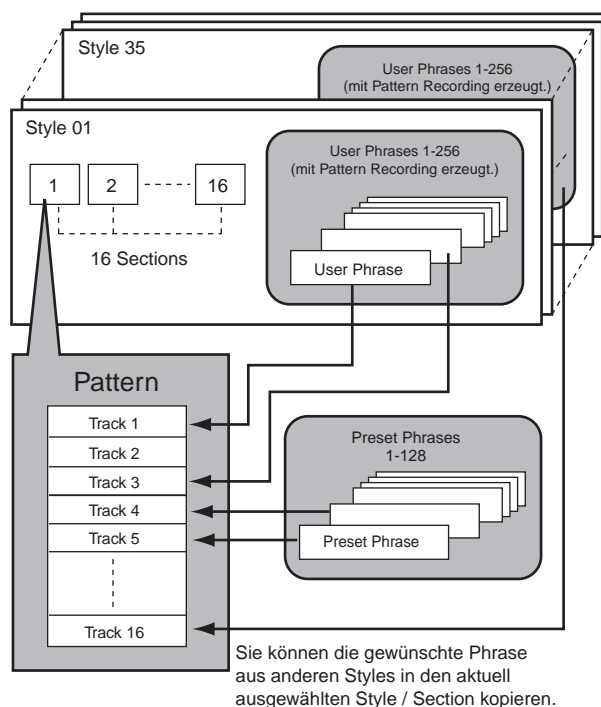 Style 35
User Phrases 1-256
(mit Pattern Recording erzeugt.)
Style 01
User Phrases 1-256
(mit Pattern Recording erzeugt.)
1 2 16
16 Sections
User Phrase
Pattern
Track 1
Track 2
Track 3
Track 4
Track 5
Track 16
Preset Phrases
1-128
Preset Phrase
Sie können die gewünschte Phrase
aus anderen Styles in den aktuell
ausgewählten Style / Section kopieren.